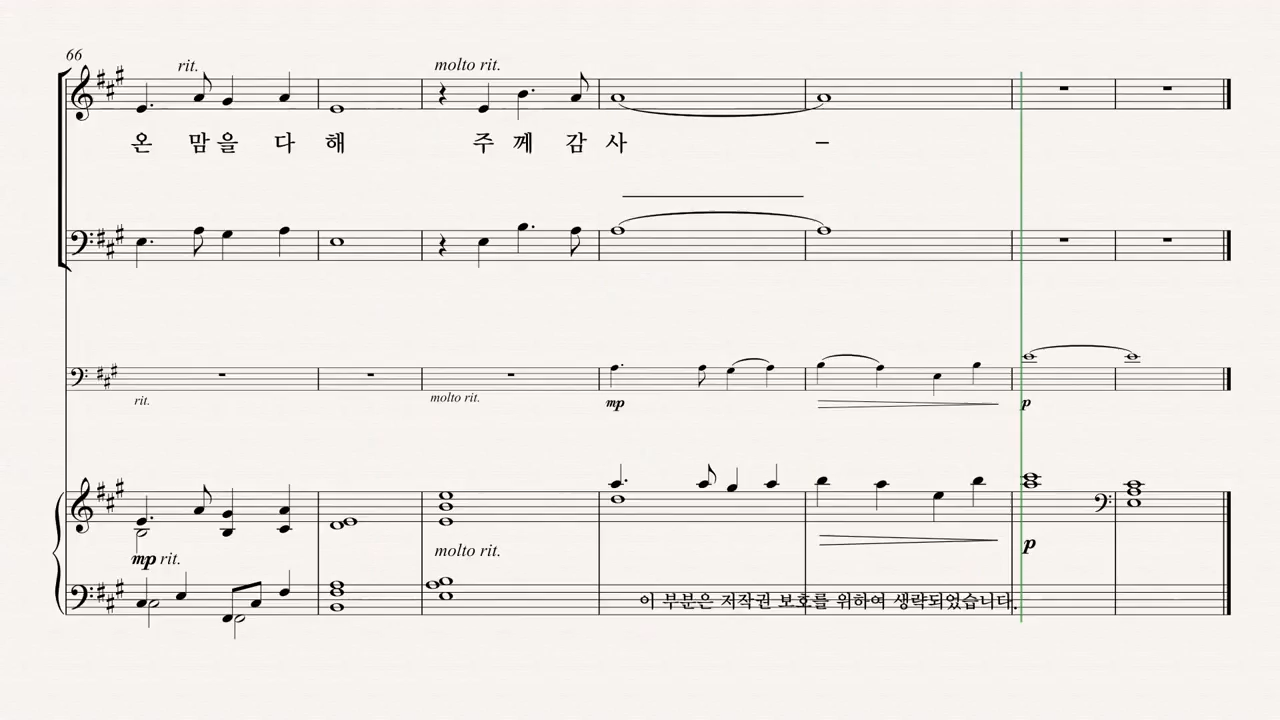 66
rit.
molto rit.
온 맘을 다 해 주 께 감 사 –
rit.
molto rit.
mp
p
mp rit.
molto rit.
p
이 부분은 저작권 보호를 위하여 생략되었습니다.